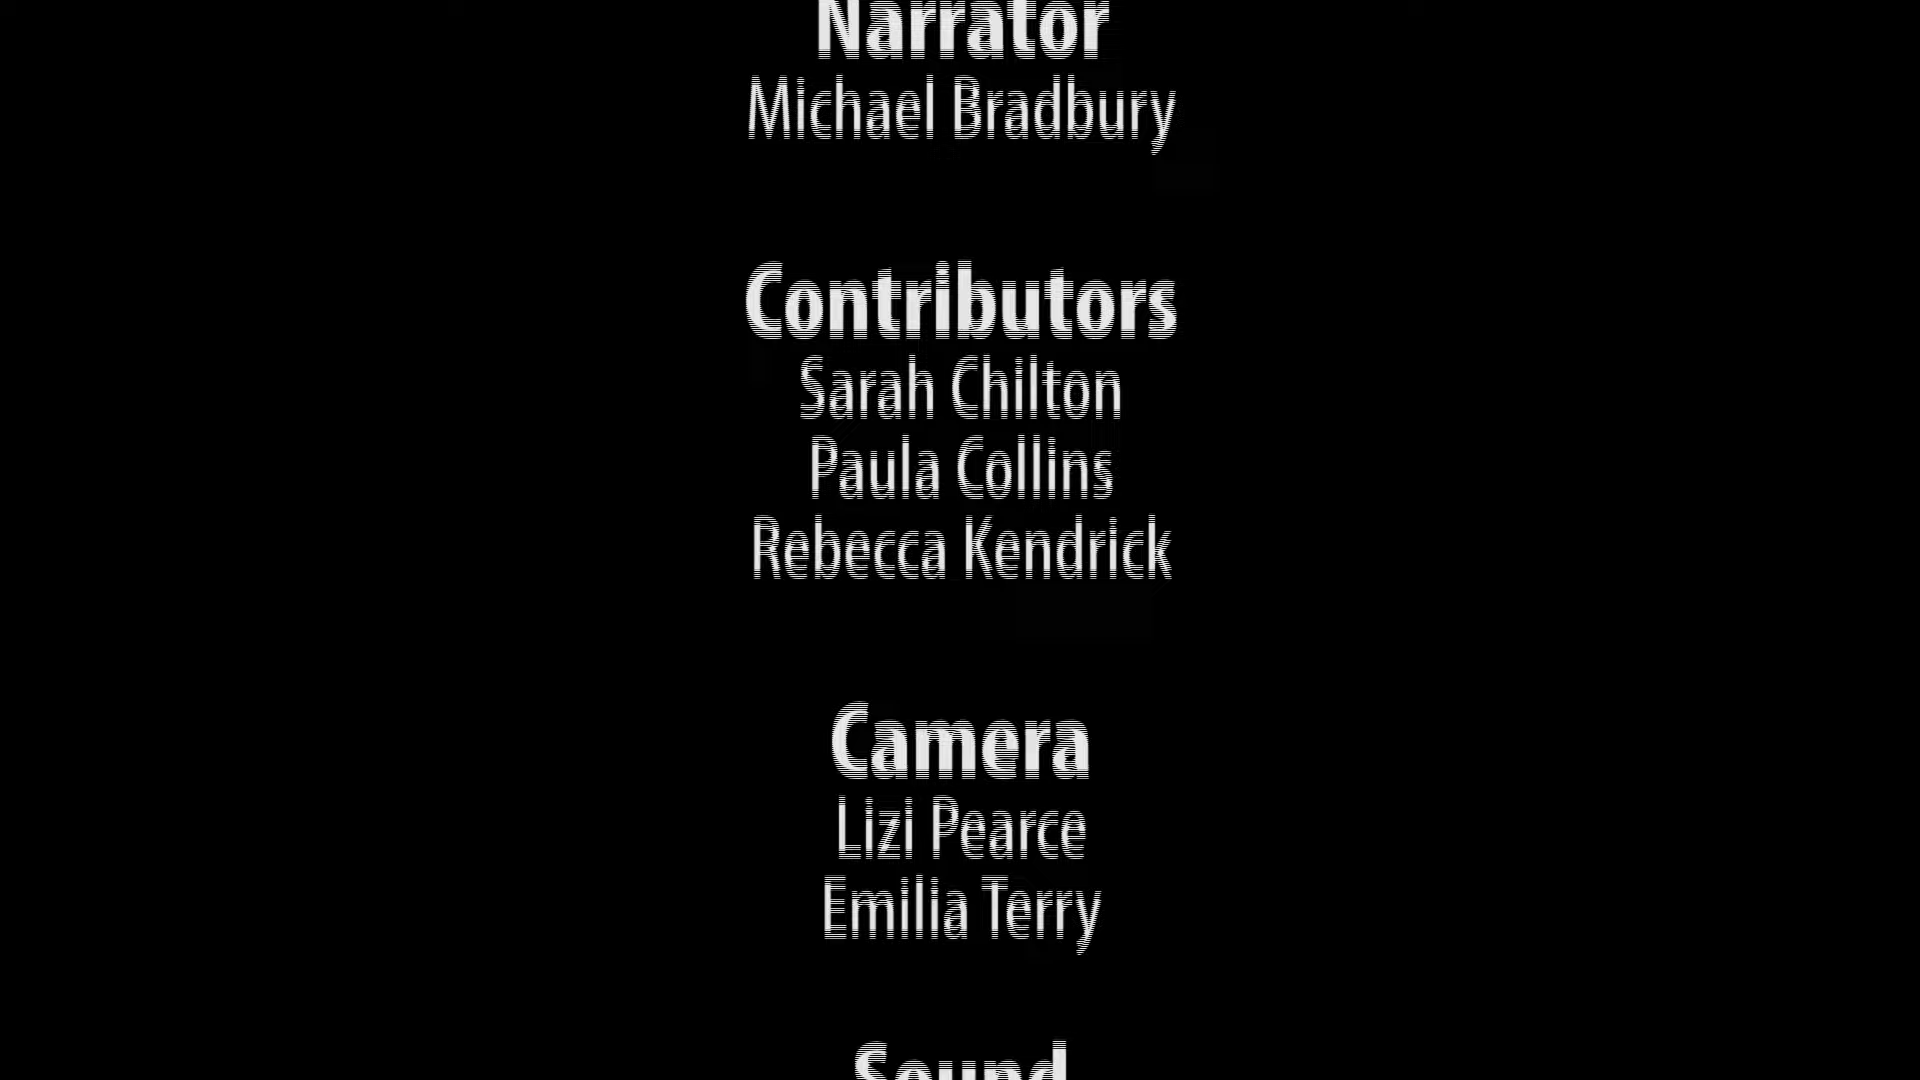 Narrator
Michael Bradbury
Contributors
Sarah Chilton
Paula Collins
Rebecca Kendrick
Camera
Lizi Pearce
Emilia Terry
Sound